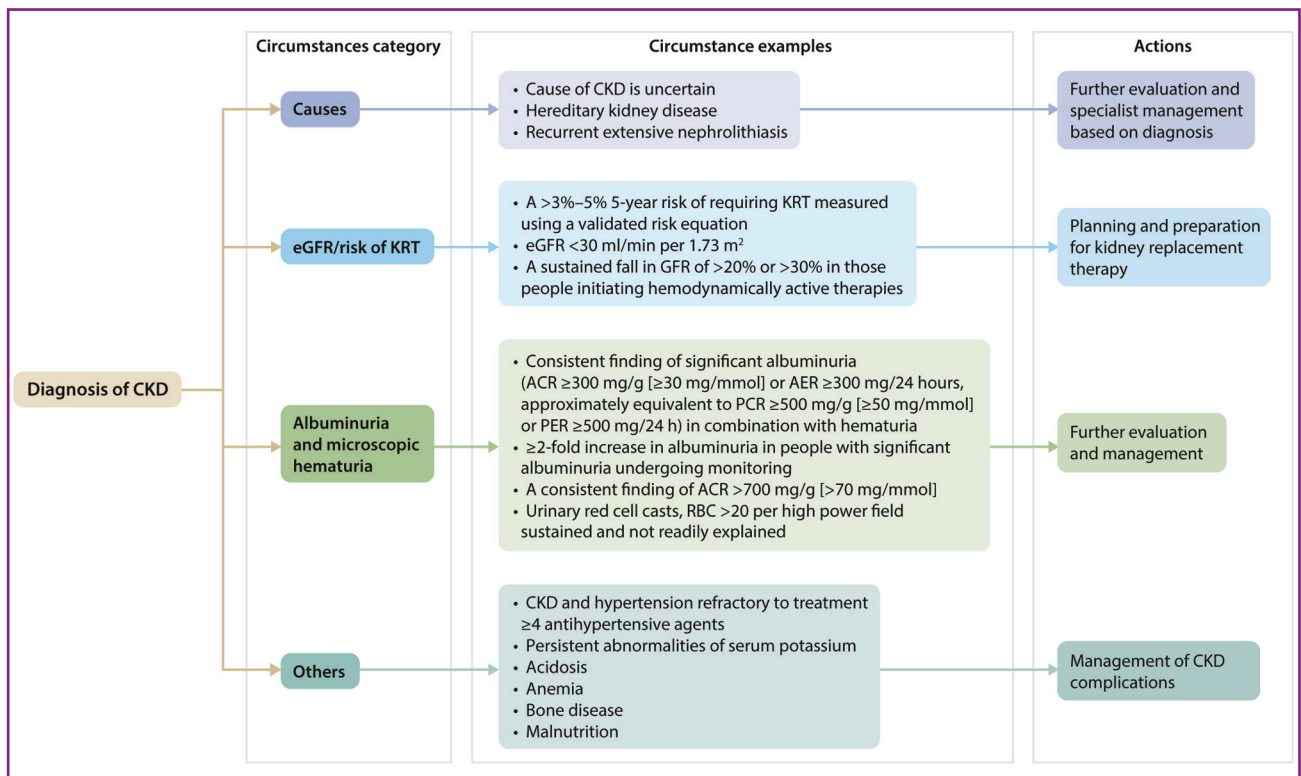 Circumstances category
Circumstance examples
Actions
Diagnosis of CKD
Causes
• Cause of CKD is uncertain
• Hereditary kidney disease
• Recurrent extensive nephrolithiasis
Further evaluation and
specialist management
based on diagnosis
eGFR/risk of KRT
• A >3%–5% 5-year risk of requiring KRT measured
using a validated risk equation
• eGFR <30 ml/min per 1.73 m²
• A sustained fall in GFR of >20% or >30% in those
people initiating hemodynamically active therapies
Planning and preparation
for kidney replacement
therapy
Albuminuria
and microscopic
hematuria
• Consistent finding of significant albuminuria
(ACR ≥300 mg/g [≥30 mg/mmol] or AER ≥300 mg/24 hours,
approximately equivalent to PCR ≥500 mg/g [≥50 mg/mmol]
or PER ≥500 mg/24 h) in combination with hematuria
• ≥2-fold increase in albuminuria in people with significant
albuminuria undergoing monitoring
• A consistent finding of ACR >700 mg/g [>70 mg/mmol]
• Urinary red cell casts, RBC >20 per high power field
sustained and not readily explained
Further evaluation
and management
Others
• CKD and hypertension refractory to treatment
≥4 antihypertensive agents
• Persistent abnormalities of serum potassium
• Acidosis
• Anemia
• Bone disease
• Malnutrition
Management of CKD
complications